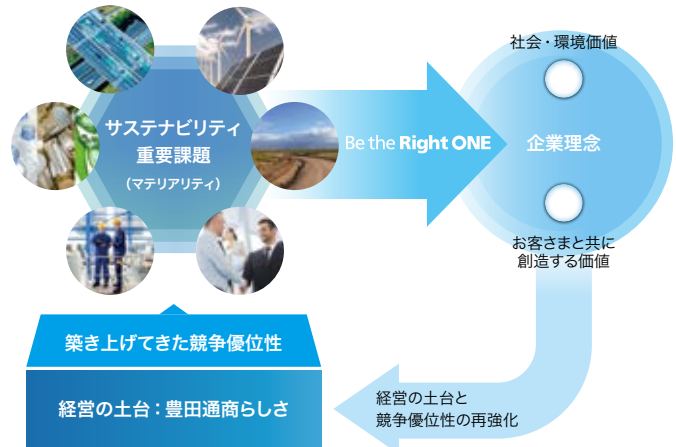 サステナビリティ
重要課題
(マテリアリティ)
Be the Right ONE
社会・環境価値
企業理念
お客さまと共に
創造する価値
築き上げてきた競争優位性
経営の土台：豊田通商らしさ
経営の土台と
競争優位性の再強化